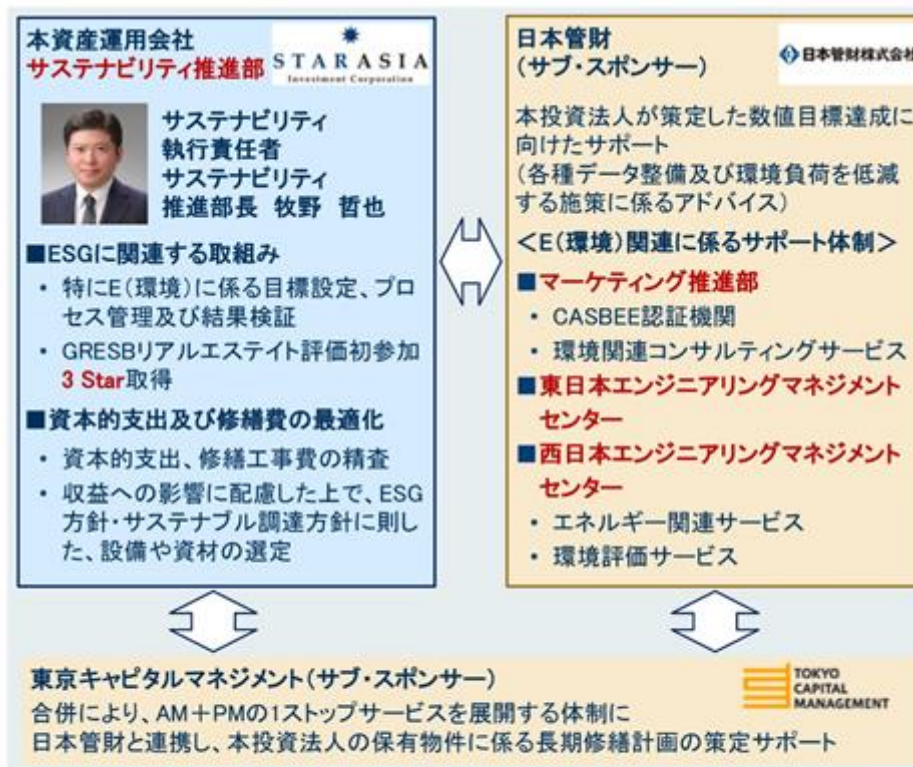 本資産運用会社
サステナビリティ推進部
STARASIA
Investment Corporation
サステナビリティ
執行責任者
サステナビリティ
推進部長 牧野 哲也
■ESGに関連する取組み
・ 特にE(環境)に係る目標設定、プロ
セス管理及び結果検証
・ GRESBリアルエステイト評価初参加
3 Star取得
■資本的支出及び修繕費の最適化
・ 資本的支出、修繕工事費の精査
・ 収益への影響に配慮した上で、ESG
方針・サステナブル調達方針に則し
た、設備や資材の選定
日本管財
(サブ・スポンサー)
日本管財株式会社
本投資法人が策定した数値目標達成に
向けたサポート
(各種データ整備及び環境負荷を低減
する施策に係るアドバイス)
<E(環境)関連に係るサポート体制>
■マーケティング推進部
・ CASBEE認証機関
・ 環境関連コンサルティングサービス
■東日本エンジニアリングマネジメント
センター
■西日本エンジニアリングマネジメント
センター
・ エネルギー関連サービス
・ 環境評価サービス
東京キャピタルマネジメント(サブ・スポンサー)
TOKYO
CAPITAL
MANAGEMENT
合併により、AM+PMの1ストップサービスを展開する体制に
日本管財と連携し、本投資法人の保有物件に係る長期修繕計画の策定サポート